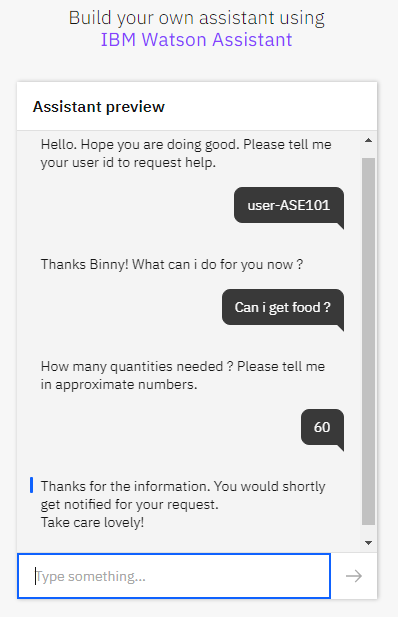 Build your own assistant using
IBM Watson Assistant
Assistant preview
Hello. Hope you are doing good. Please tell me
your user id to request help.
user-ASE101
Thanks Binny! What can i do for you now ?
Can i get food ?
How many quantities needed ? Please tell me
in approximate numbers.
60
Thanks for the information. You would shortly
get notified for your request.
Take care lovely!
Type something...